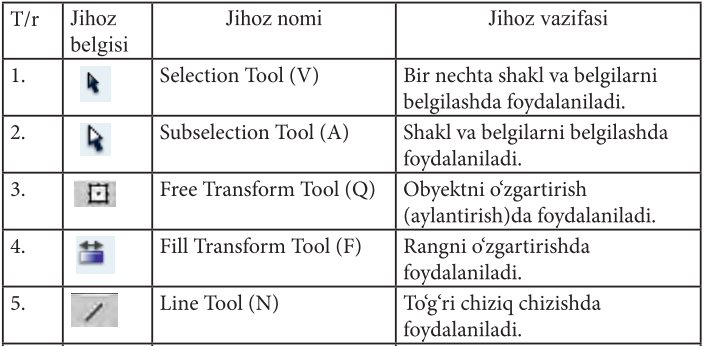 T/r Jihoz belgisi Jihoz nomi Jihoz vazifasi
1. Selection Tool (V) Bir nechta shakl va belgilarni
belgilashda foydalaniladi.
2. Subselection Tool (A) Shakl va belgilarni belgilashda
foydalaniladi.
3. Free Transform Tool (Q) Obyektni o‘zgartirish
(aylantirish)da foydalaniladi.
4. Fill Transform Tool (F) Rangni o‘zgartirishda
foydalaniladi.
5. Line Tool (N) To‘g‘ri chiziq chizishda
foydalaniladi.